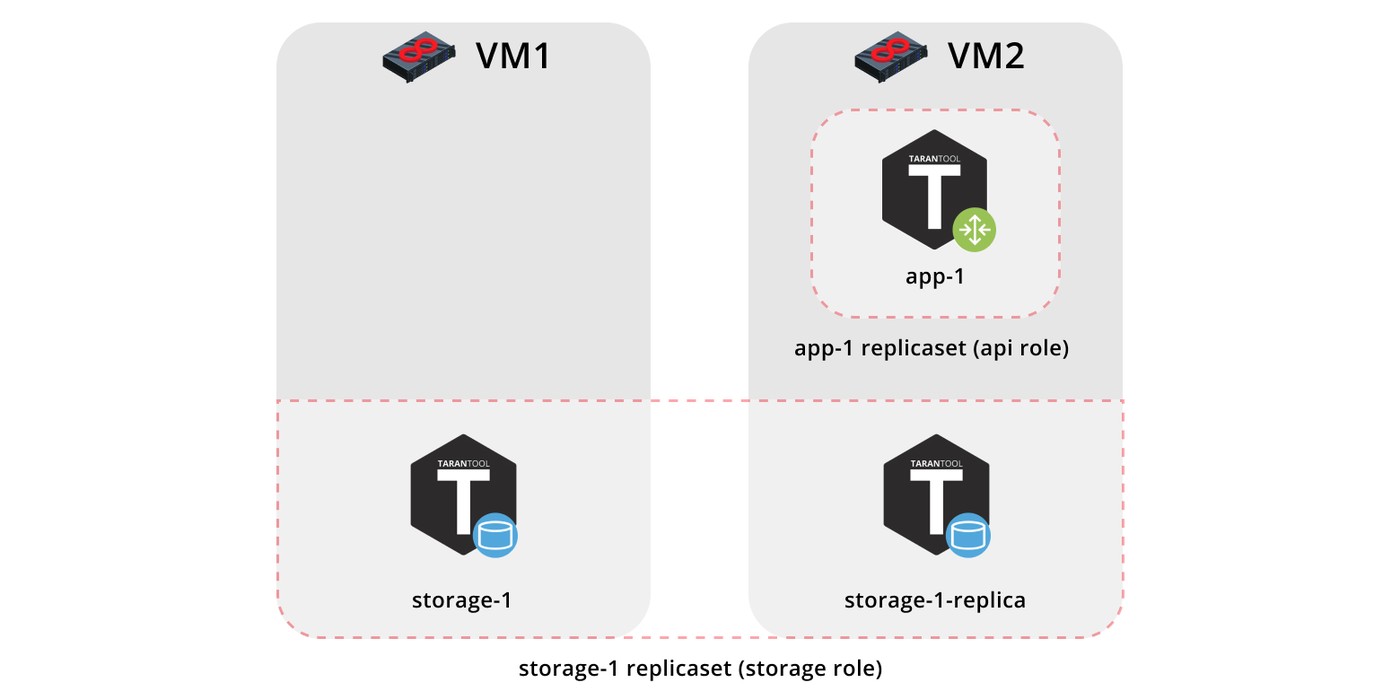 VM1
VM2
TARANTOOL
T
app-1
app-1 replicaset (api role)
TARANTOOL
T
storage-1
TARANTOOL
T
storage-1-replica
storage-1 replicaset (storage role)